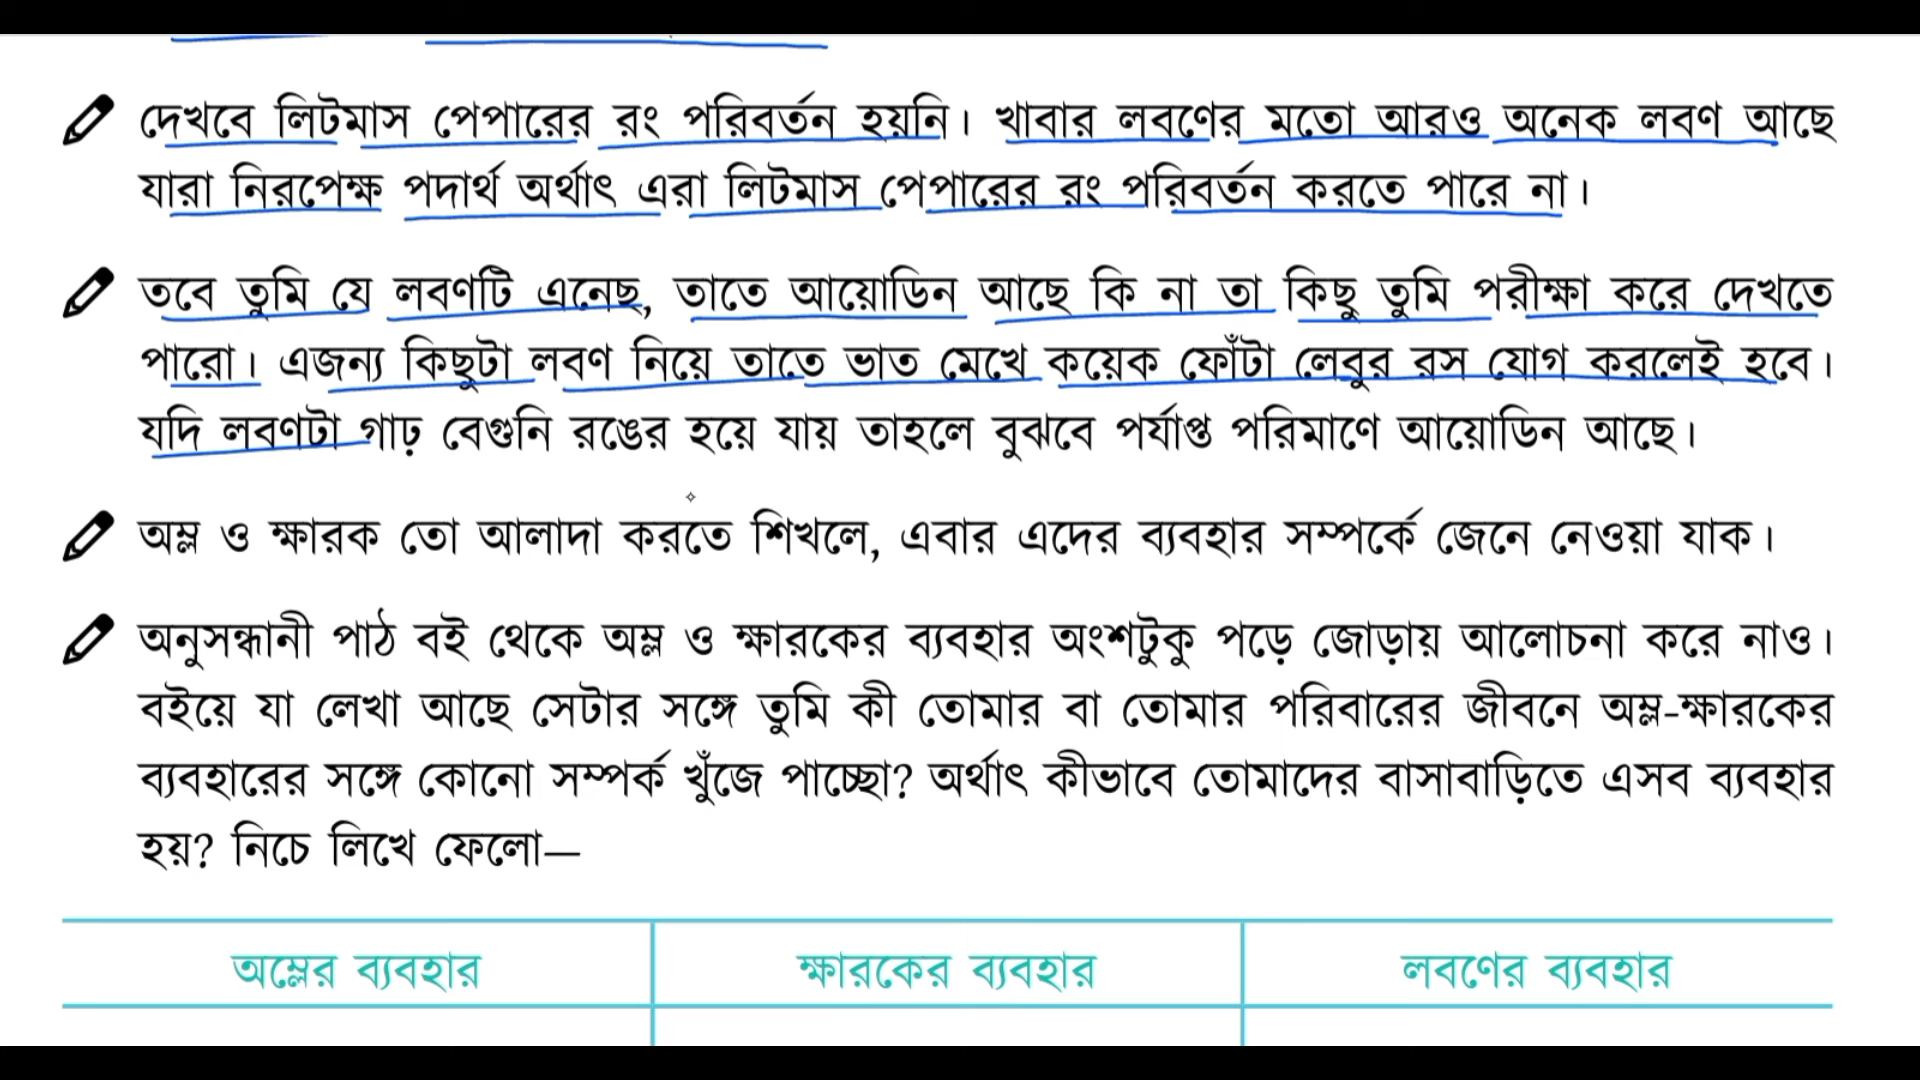 দেখবে লিটমাস পেপারের রং পরিবর্তন হয়নি। খাবার লবণের মতো আরও অনেক লবণ আছে
যারা নিরপেক্ষ পদার্থ অর্থাৎ এরা লিটমাস পেপারের রং পরিবর্তন করতে পারে না।
তবে তুমি যে লবণটি এনেছ, তাতে আয়োডিন আছে কি না তা কিছু তুমি পরীক্ষা করে দেখতে
পারো। এজন্য কিছুটা লবণ নিয়ে তাতে ভাত মেখে কয়েক ফোঁটা লেবুর রস যোগ করলেই হবে।
যদি লবণটা গাঢ় বেগুনি রঙের হয়ে যায় তাহলে বুঝবে পর্যাপ্ত পরিমাণে আয়োডিন আছে।
অম্ল ও ক্ষারক তো আলাদা করতে শিখলে, এবার এদের ব্যবহার সম্পর্কে জেনে নেওয়া যাক।
অনুসন্ধানী পাঠ বই থেকে অম্ল ও ক্ষারকের ব্যবহার অংশটুকু পড়ে জোড়ায় আলোচনা করে নাও।
বইয়ে যা লেখা আছে সেটার সঙ্গে তুমি কী তোমার বা তোমার পরিবারের জীবনে অম্ল-ক্ষারকের
ব্যবহারের সঙ্গে কোনো সম্পর্ক খুঁজে পাচ্ছো? অর্থাৎ কীভাবে তোমাদের বাসাবাড়িতে এসব ব্যবহার
হয়? নিচে লিখে ফেলো—
অম্লের ব্যবহার
ক্ষারকের ব্যবহার
লবণের ব্যবহার